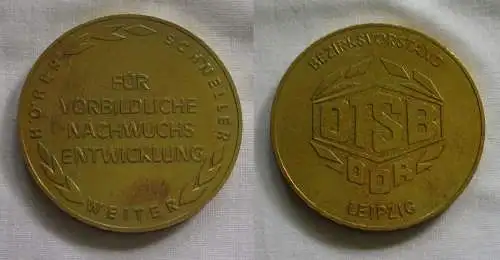 HÖHER
SCHNELLER
WEITER
FÜR
VORBILDLICHE
NACHWUCHS
ENTWICKLUNG
BEZIRKSVORSTAND
DTSB
DDR
LEIPZIG